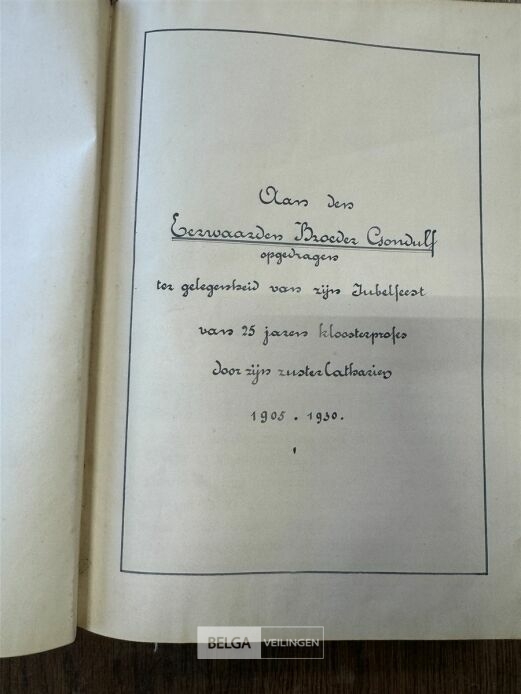 Aan den
Eerwaarden Broeder Gondulf
opgedragen
ter gelegenheid van zijn Jubelfeest
van 25 jaren kloosterprofes
door zijn zuster Catharien
1905 . 1930.
BELGA VEILINGEN